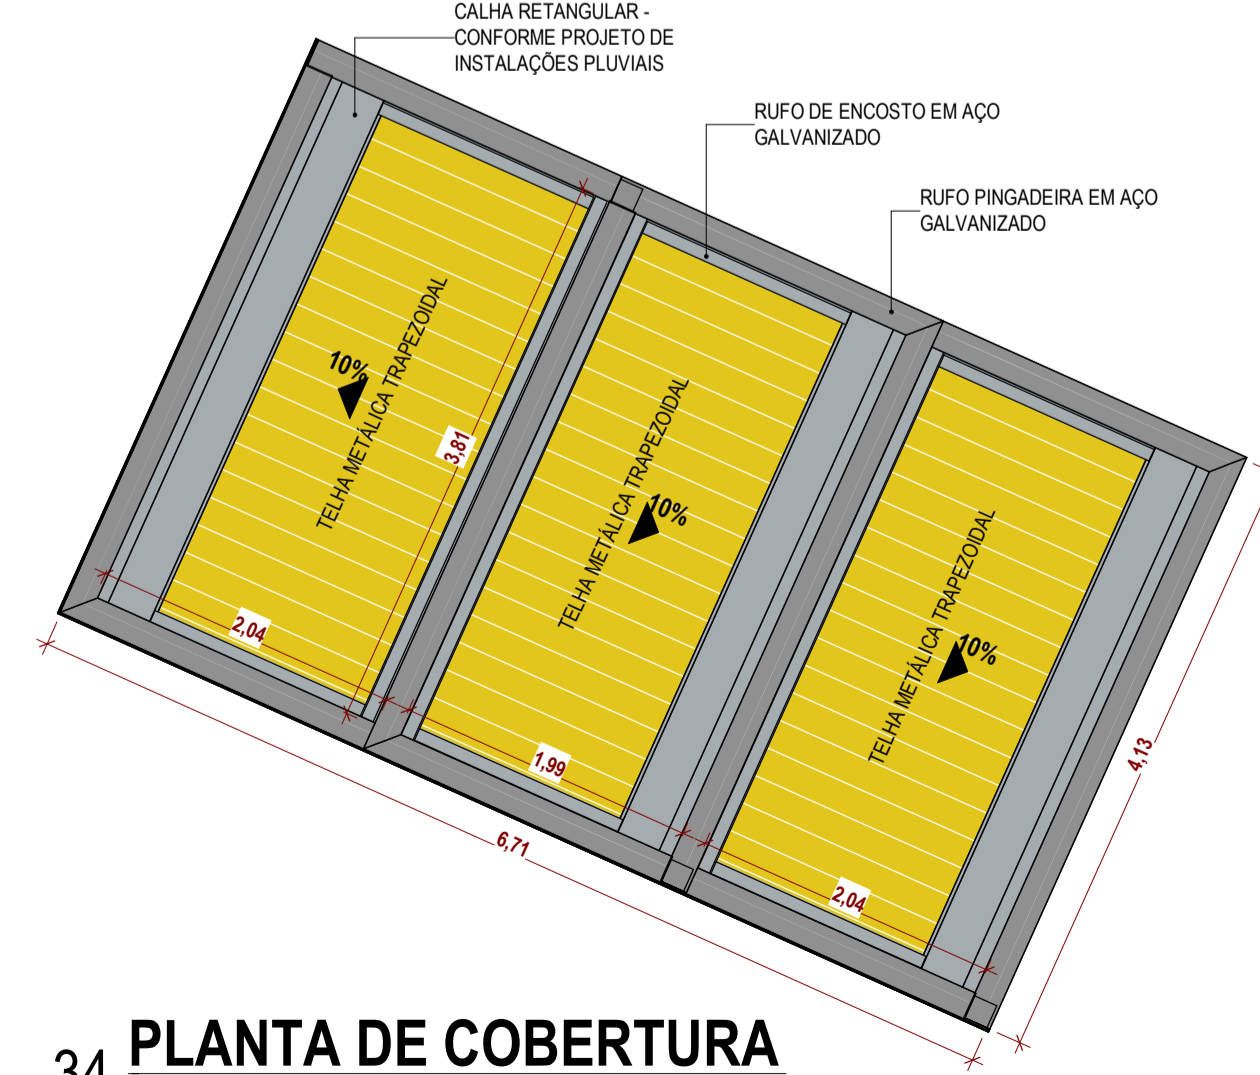 CALHA RETANGULAR -
CONFORME PROJETO DE
INSTALAÇÕES PLUVIAIS
RUFO DE ENCOSTO EM AÇO
GALVANIZADO
RUFO PINGADEIRA EM AÇO
GALVANIZADO
10%
TELHA METÁLICA TRAPEZOIDAL
3,81
2,04
10%
TELHA METÁLICA TRAPEZOIDAL
1,99
10%
TELHA METÁLICA TRAPEZOIDAL
2,04
4,13
6,71
34 PLANTA DE COBERTURA